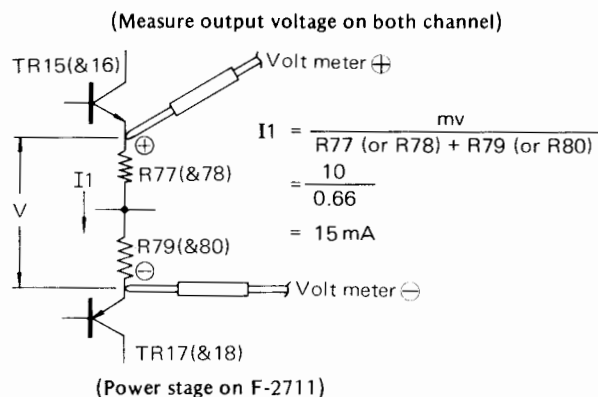 (Measure output voltage on both channel)
Volt meter ⊕
TR15(&16)
I1 = mv / R77 (or R78) + R79 (or R80)
⊕
R77(&78)
= 10 / 0.66
I1
V
= 15 mA
R79(&80)
⊖
Volt meter ⊖
TR17(&18)
(Power stage on F-2711)